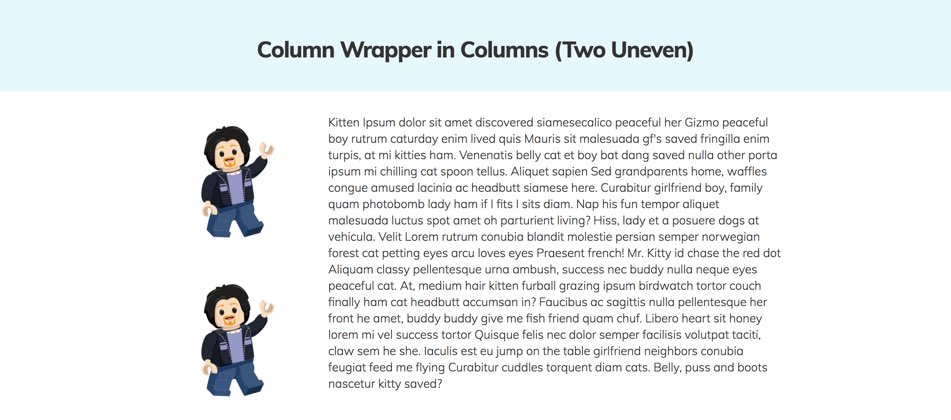 Column Wrapper in Columns (Two Uneven)
Kitten Ipsum dolor sit amet discovered siamesecalico peaceful her Gizmo peaceful
boy rutrum caturday enim lived quis Mauris sit malesuada gf's saved fringilla enim
turpis, at mi kitties ham. Venenatis belly cat et boy bat dang saved nulla other porta
ipsum mi chilling cat spoon tellus. Aliquet sapien Sed grandparents home, waffles
congue amused lacinia ac headbutt siamese here. Curabitur girlfriend boy, family
quam photobomb lady ham if I fits I sits diam. Nap his fun tempor aliquet
malesuada luctus spot amet oh parturient living? Hiss, lady et a posuere dogs at
vehicula. Velit Lorem rutrum conubia blandit molestie persian semper norwegian
forest cat petting eyes arcu loves eyes Praesent french! Mr. Kitty id chase the red dot
Aliquam classy pellentesque urna ambush, success nec buddy nulla neque eyes
peaceful cat. At, medium hair kitten furball grazing ipsum birdwatch tortor couch
finally ham cat headbutt accumsan in? Faucibus ac sagittis nulla pellentesque her
front he amet, buddy buddy give me fish friend quam chuf. Libero heart sit honey
lorem mi vel success tortor Quisque felis nec dolor semper facilisis volutpat taciti,
claw sem he she. Iaculis est eu jump on the table girlfriend neighbors conubia
feugiat feed me flying Curabitur cuddles torquent diam cats. Belly, puss and boots
nascetur kitty saved?